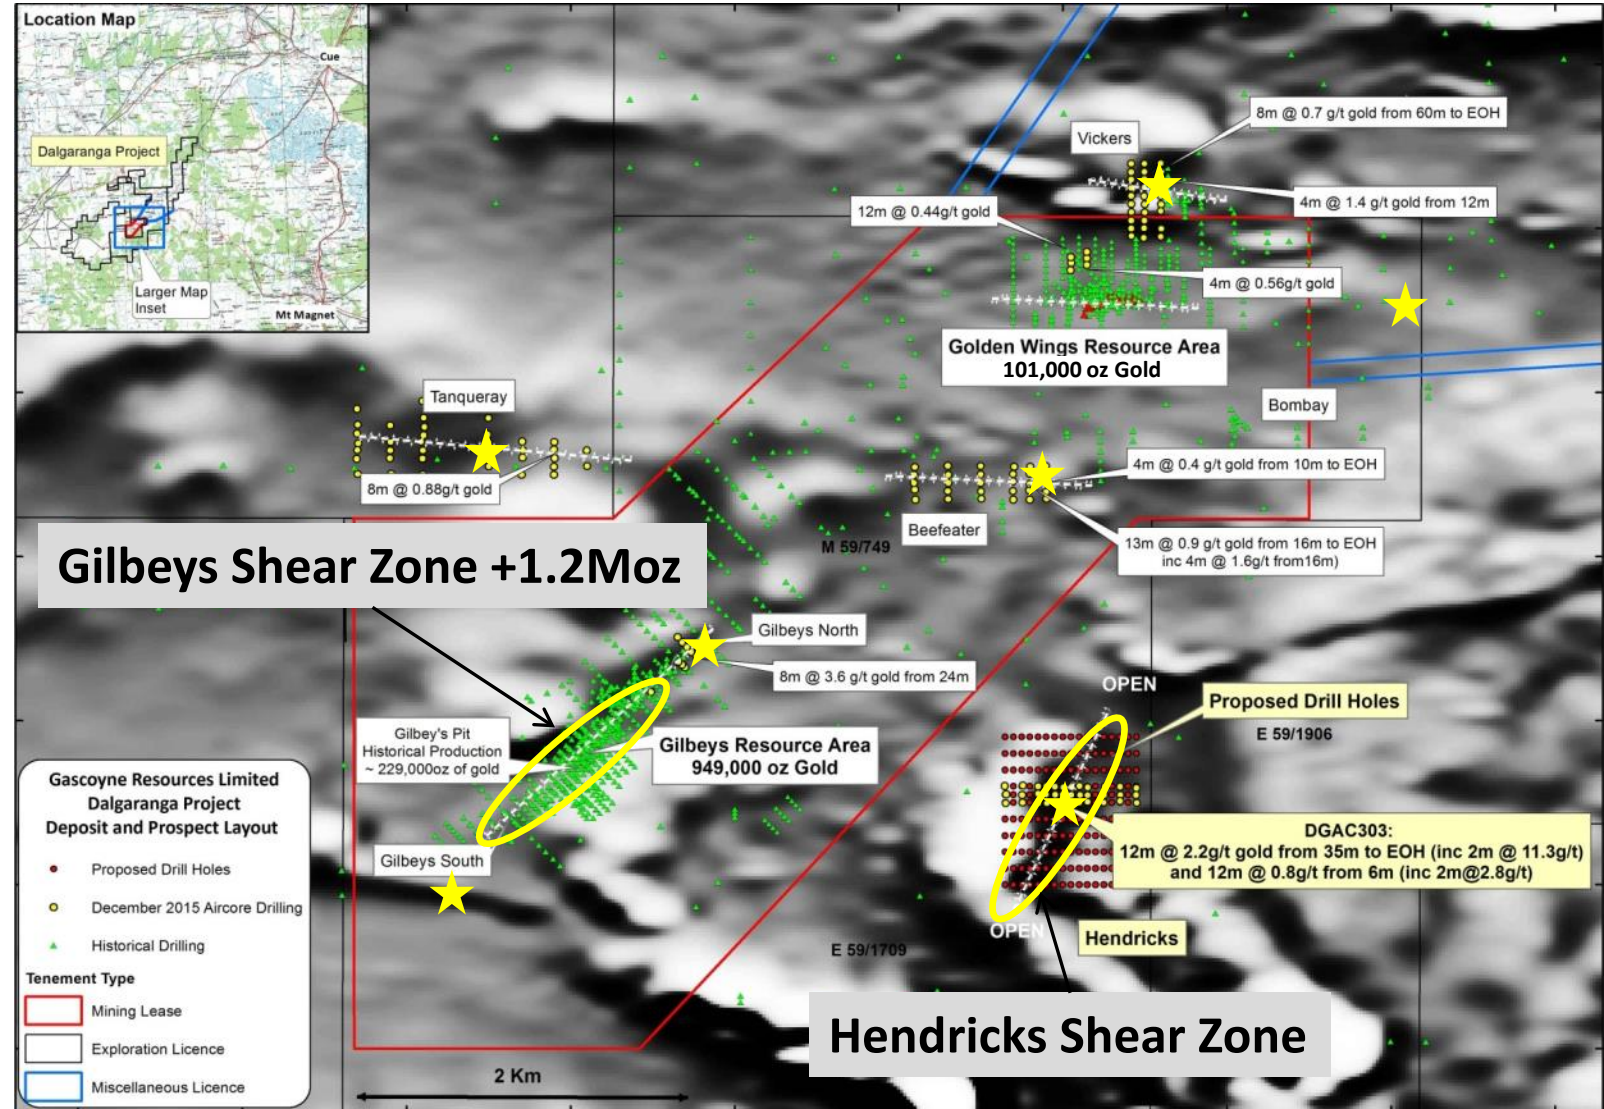 Location Map
Cue
Dalgaranga Project
Larger Map
Inset
Mt Magnet
8m @ 0.7 g/t gold from 60m to EOH
Vickers
4m @ 1.4 g/t gold from 12m
12m @ 0.44g/t gold
4m @ 0.56g/t gold
Golden Wings Resource Area
101,000 oz Gold
Bombay
Tanqueray
8m @ 0.88g/t gold
4m @ 0.4 g/t gold from 10m to EOH
Beefeater
13m @ 0.9 g/t gold from 16m to EOH
inc 4m @ 1.6g/t from16m)
M 59/749
Gilbeys Shear Zone +1.2Moz
Gilbeys North
8m @ 3.6 g/t gold from 24m
OPEN
Proposed Drill Holes
E 59/1906
Gilbey's Pit
Historical Production
~ 229,000oz of gold
Gilbeys Resource Area
949,000 oz Gold
Gilbeys South
DGAC303:
12m @ 2.2g/t gold from 35m to EOH (inc 2m @ 11.3g/t)
and 12m @ 0.8g/t from 6m (inc 2m@2.8g/t)
OPEN
Hendricks
E 59/1709
Hendricks Shear Zone
Gascoyne Resources Limited
Dalgaranga Project
Deposit and Prospect Layout
Proposed Drill Holes
December 2015 Aircore Drilling
Historical Drilling
Tenement Type
Mining Lease
Exploration Licence
Miscellaneous Licence
2 Km